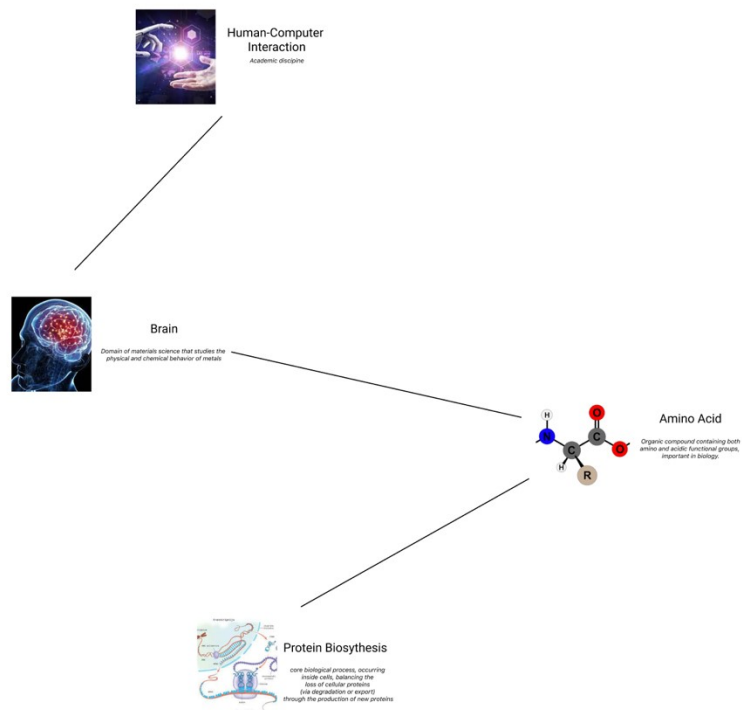 Human-Computer
Interaction
Academic discipine
Brain
Domain of materials science that studies the
physical and chemical behavior of metals
H
O
N
C
C
O
H
R
Amino Acid
Organic compound containing both
amino and acidic functional groups,
important in biology.
Protein Biosythesis
core biological process, occurring
inside cells, balancing the
loss of cellular proteins
(via degradation or export)
through the production of new proteins